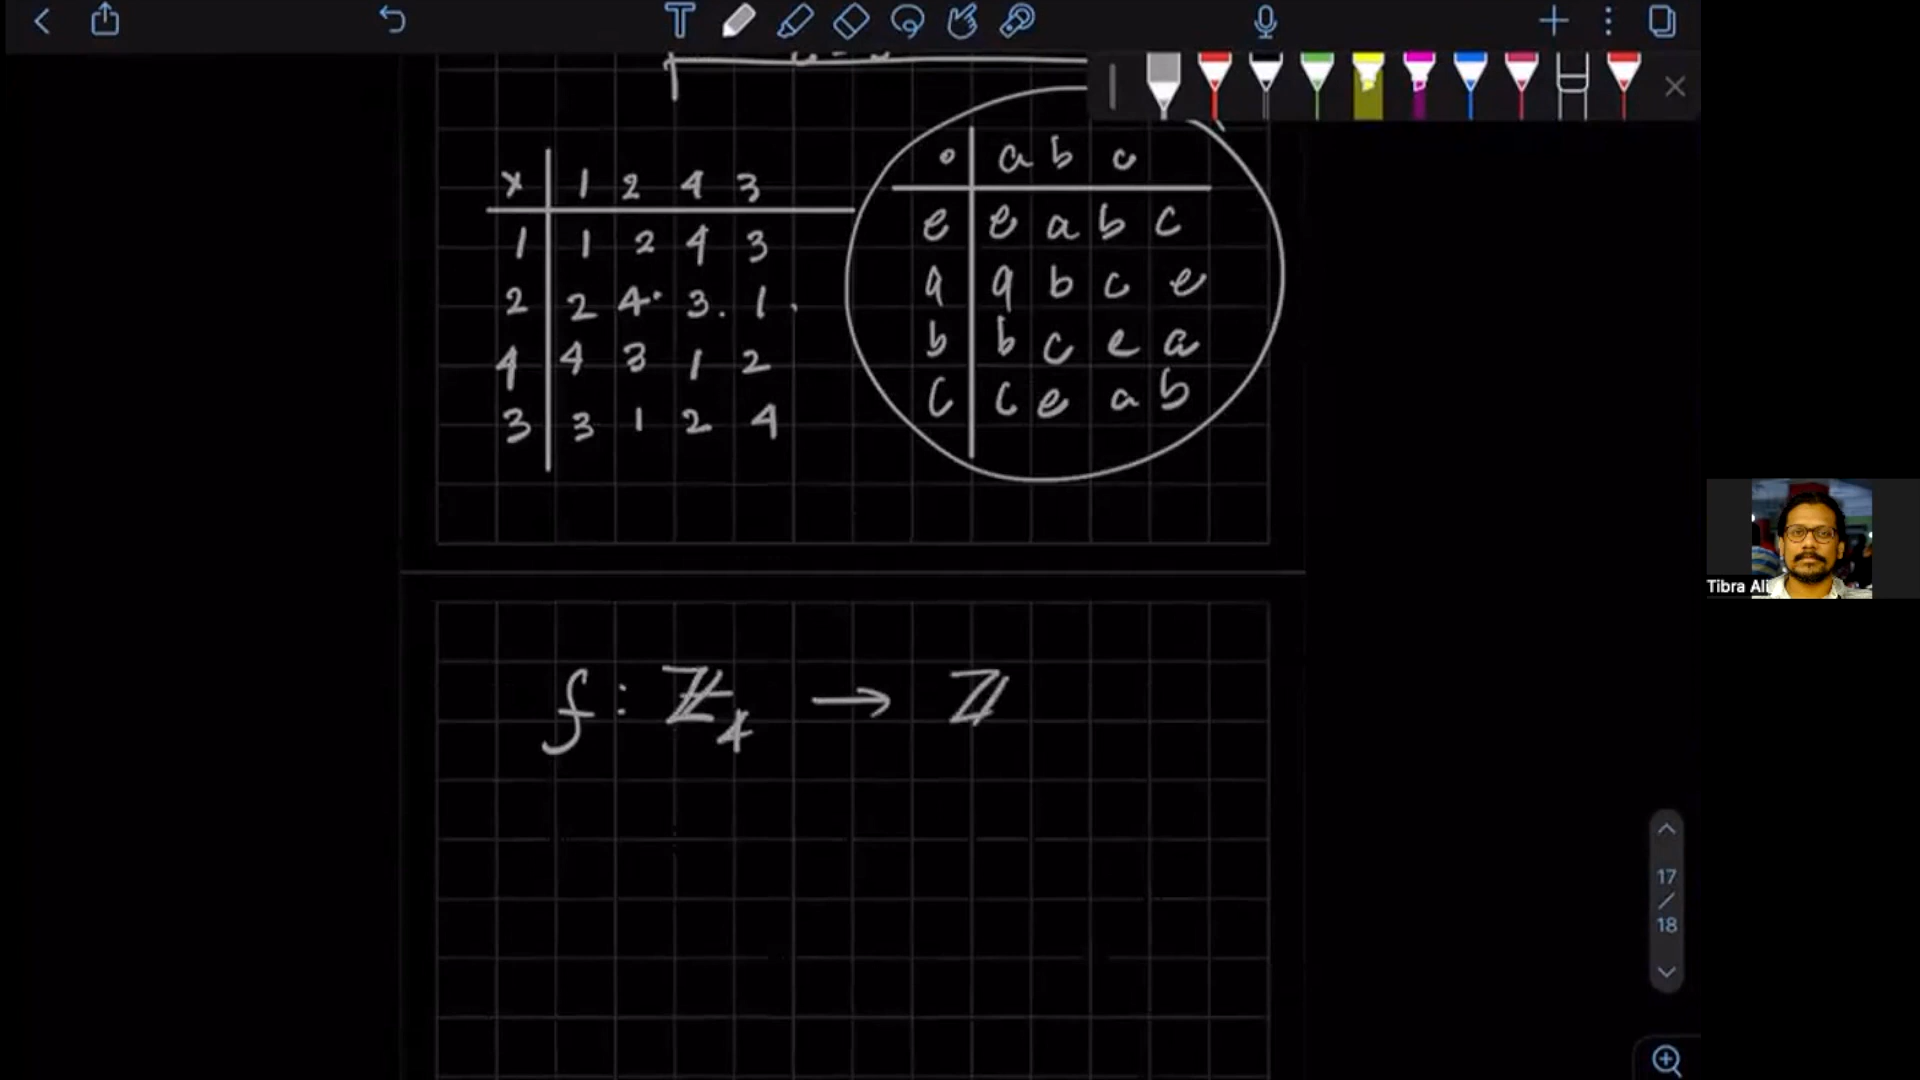 × 1 2 4 3
1 1 2 4 3
2 2 4 3 1
4 4 3 1 2
3 3 1 2 4
∘ a b c
e e a b c
a a b c e
b b c e a
c c e a b
f : ℤ₄ → ℤ
17
/
18
Tibra Ali